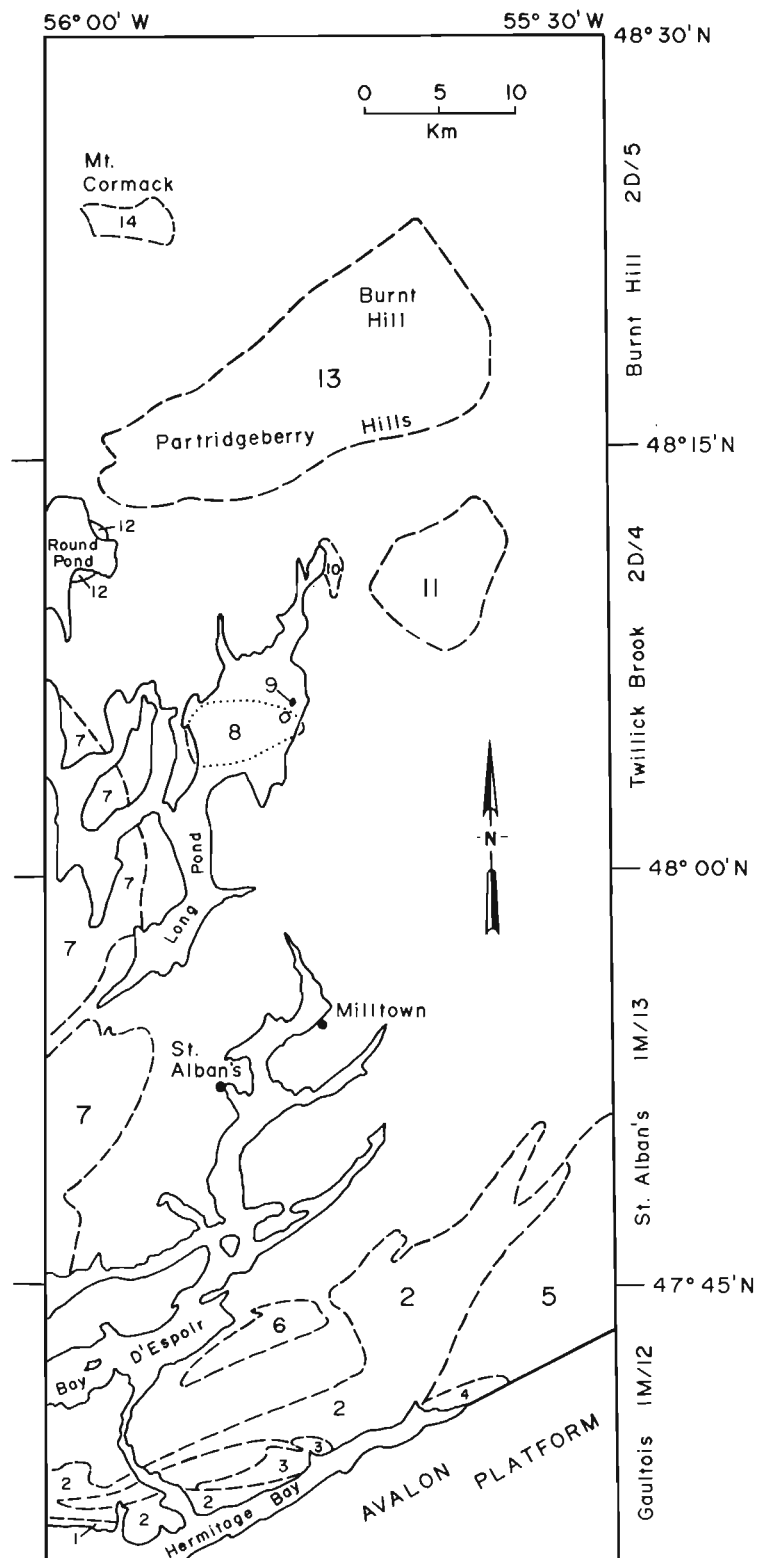 56° 00' W
55° 30' W
48° 30' N
0 5 10
Km
Mt.
Cormack
14
Burnt Hill 2D/5
Burnt
Hill
13
Partridgeberry Hills
48° 15' N
12
Round
Pond
12
10
11
Twillick Brook 2D/4
9
8
7
7
7
7
Long Pond
-N-
48° 00' N
Milltown
St.
Alban's
7
St. Alban's 1M/13
47° 45' N
2
5
6
Bay D'Espoir
2
4
3
3
2
2
2
1
Hermitage Bay
AVALON PLATFORM
Gaultois 1M/12